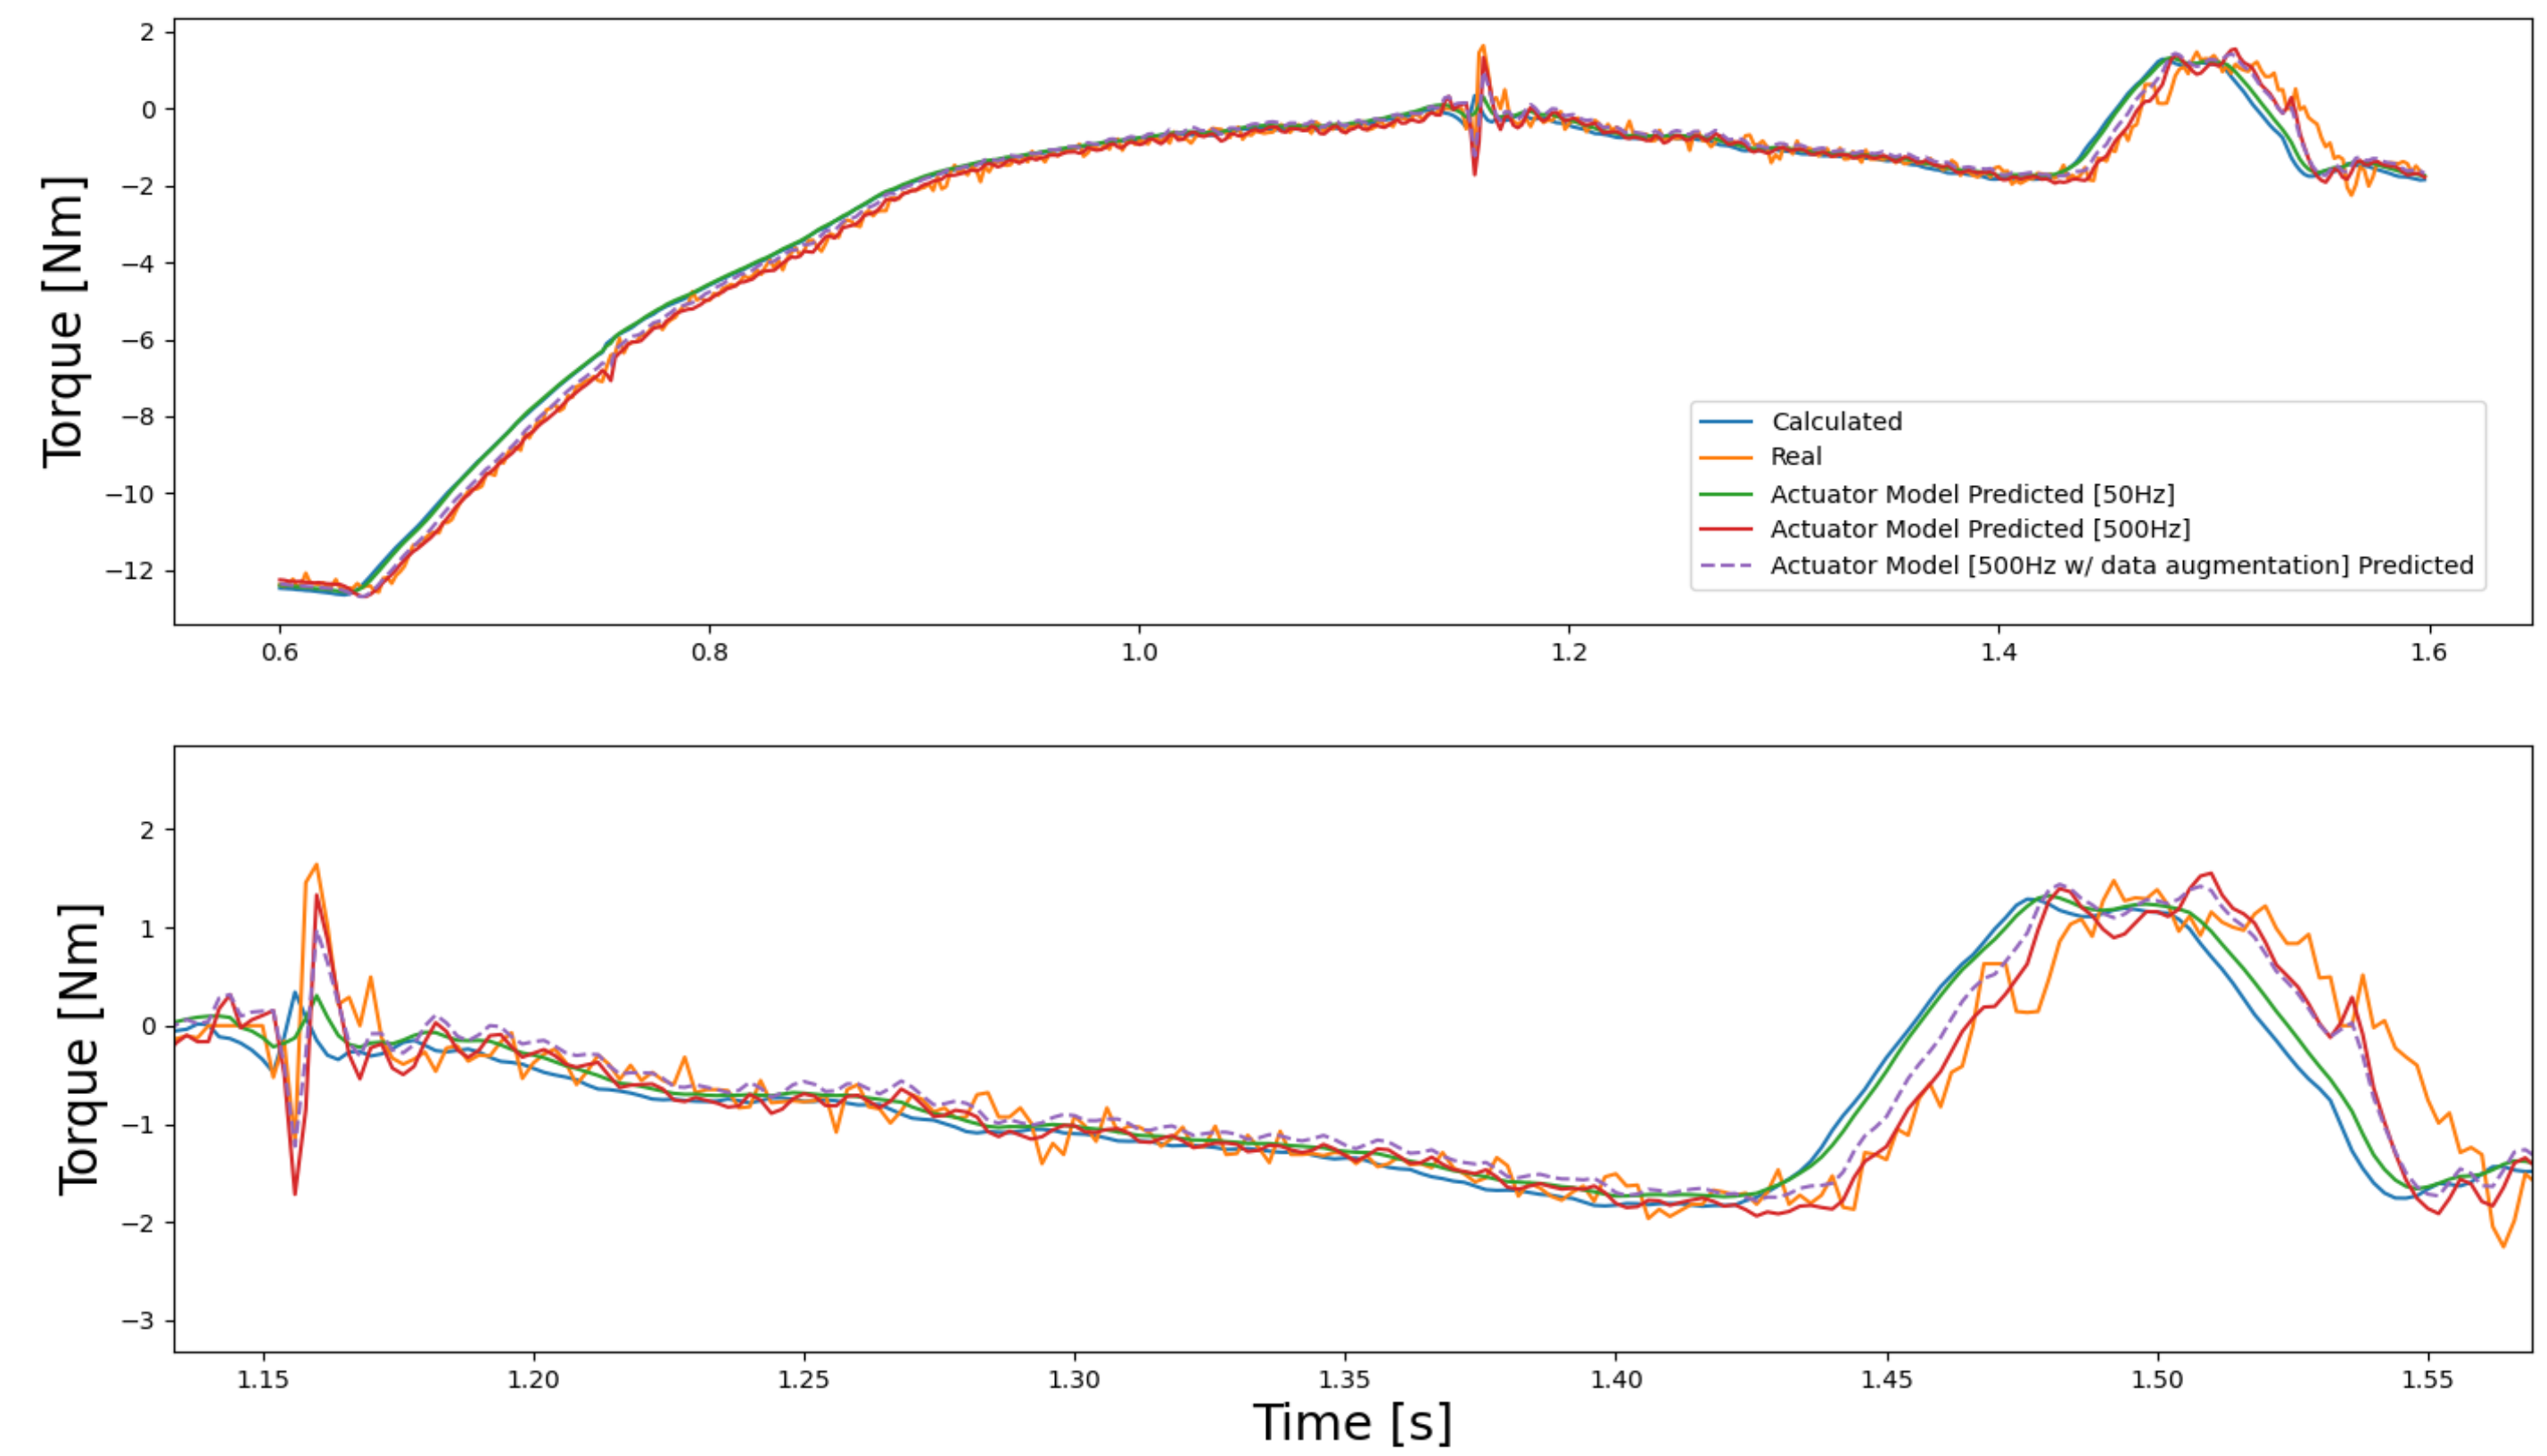 Torque [Nm]
2
0
−2
−4
−6
−8
−10
−12
0.6 0.8 1.0 1.2 1.4 1.6
Calculated
Real
Actuator Model Predicted [50Hz]
Actuator Model Predicted [500Hz]
Actuator Model [500Hz w/ data augmentation] Predicted
Torque [Nm]
2
1
0
−1
−2
−3
1.15 1.20 1.25 1.30 1.35 1.40 1.45 1.50 1.55
Time [s]